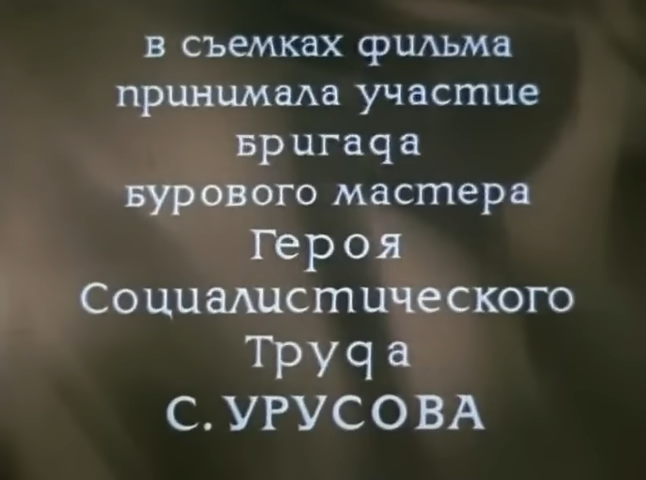 в съемках фильма
принимала участие
бригада
бурового мастера
Героя
Социалистического
Труда
С. УРУСОВА